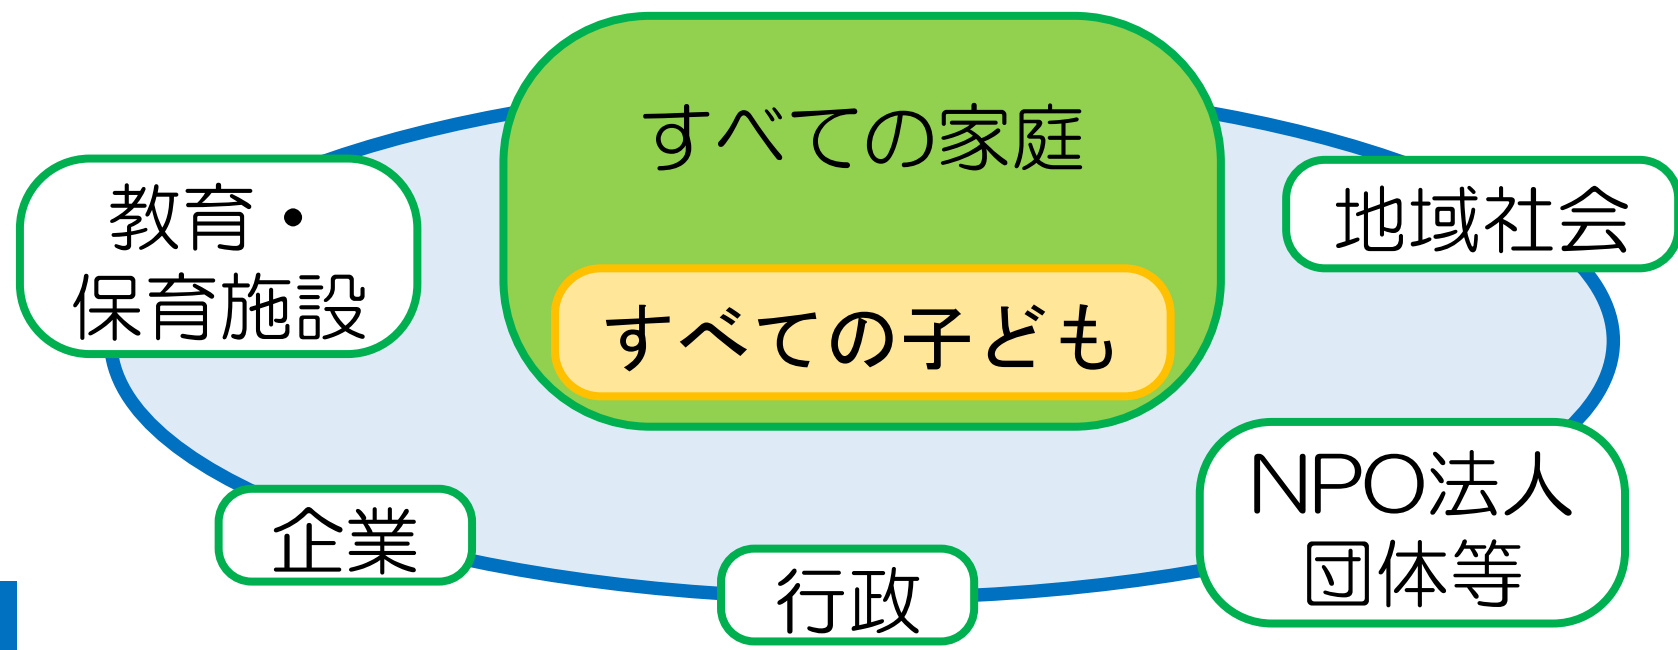 すべての家庭
すべての子ども
教育・
保育施設
地域社会
企業
行政
NPO法人
団体等